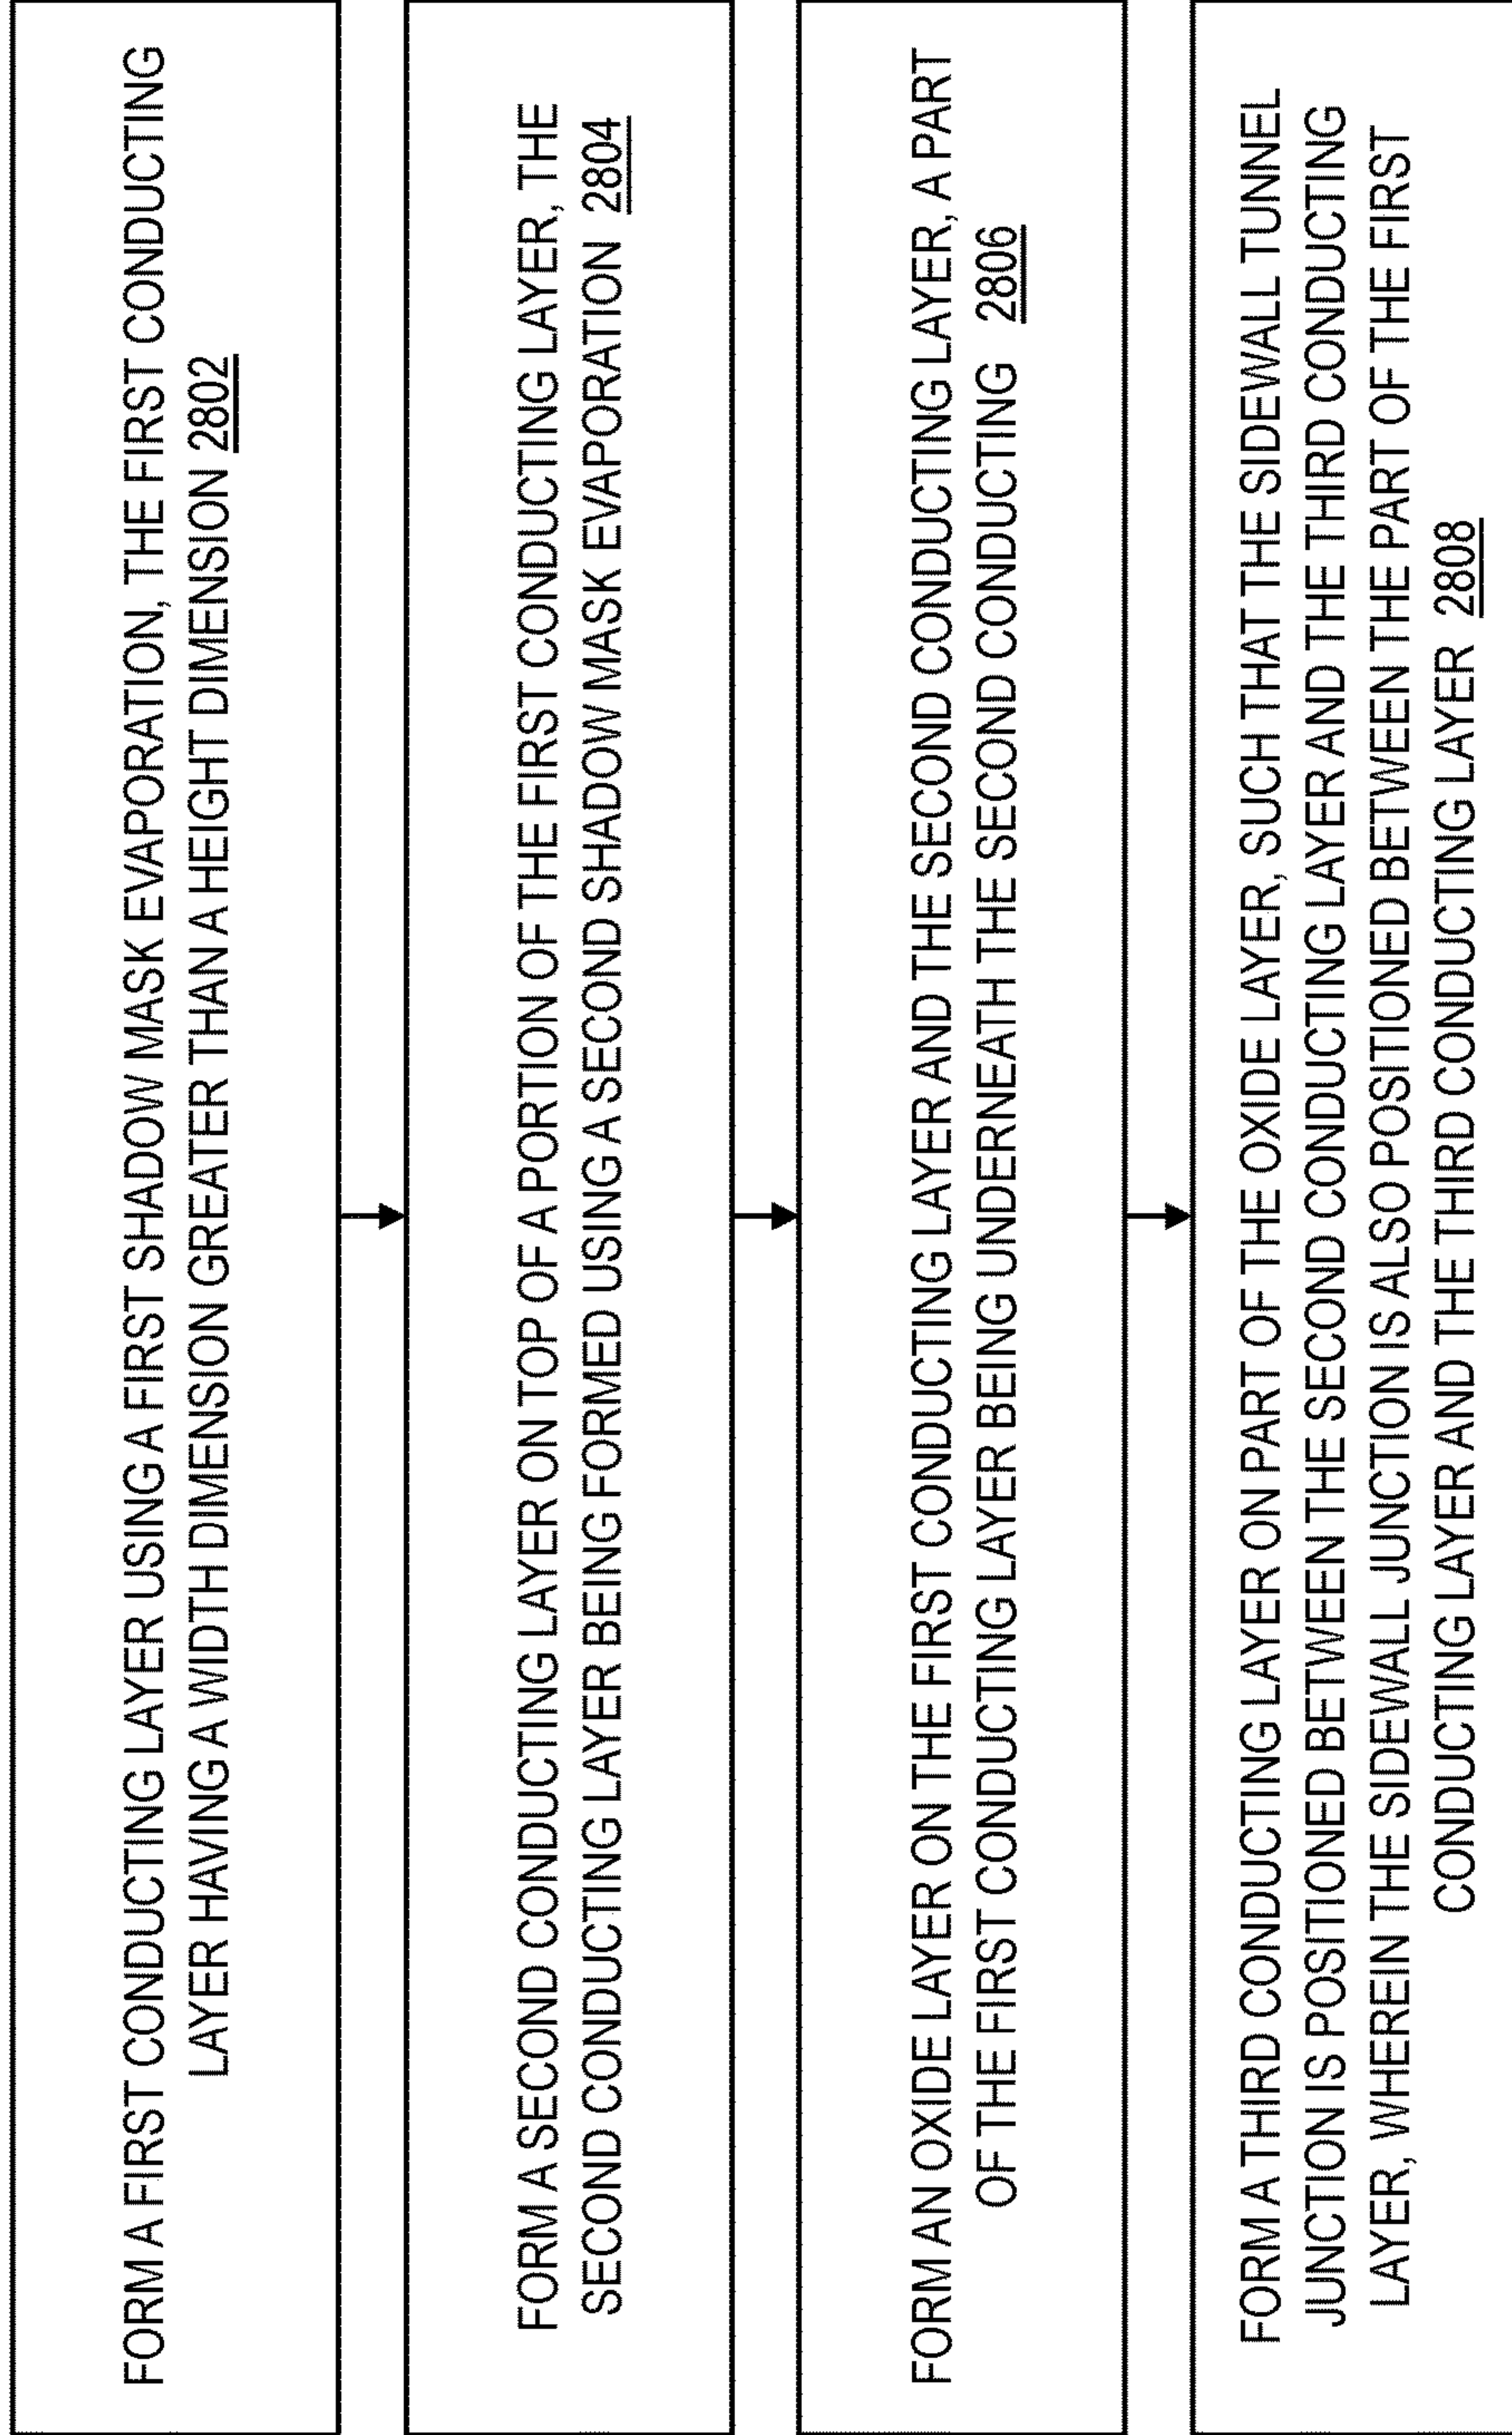 FORM A FIRST CONDUCTING LAYER USING A FIRST SHADOW MASK EVAPORATION, THE FIRST CONDUCTING
LAYER HAVING A WIDTH DIMENSION GREATER THAN A HEIGHT DIMENSION 2802
FORM A SECOND CONDUCTING LAYER ON TOP OF A PORTION OF THE FIRST CONDUCTING LAYER, THE
SECOND CONDUCTING LAYER BEING FORMED USING A SECOND SHADOW MASK EVAPORATION 2804
FORM AN OXIDE LAYER ON THE FIRST CONDUCTING LAYER AND THE SECOND CONDUCTING LAYER, A PART
OF THE FIRST CONDUCTING LAYER BEING UNDERNEATH THE SECOND CONDUCTING 2806
FORM A THIRD CONDUCTING LAYER ON PART OF THE OXIDE LAYER, SUCH THAT THE SIDEWALL TUNNEL
JUNCTION IS POSITIONED BETWEEN THE SECOND CONDUCTING LAYER AND THE THIRD CONDUCTING
LAYER, WHEREIN THE SIDEWALL JUNCTION IS ALSO POSITIONED BETWEEN THE PART OF THE FIRST
CONDUCTING LAYER AND THE THIRD CONDUCTING LAYER 2808